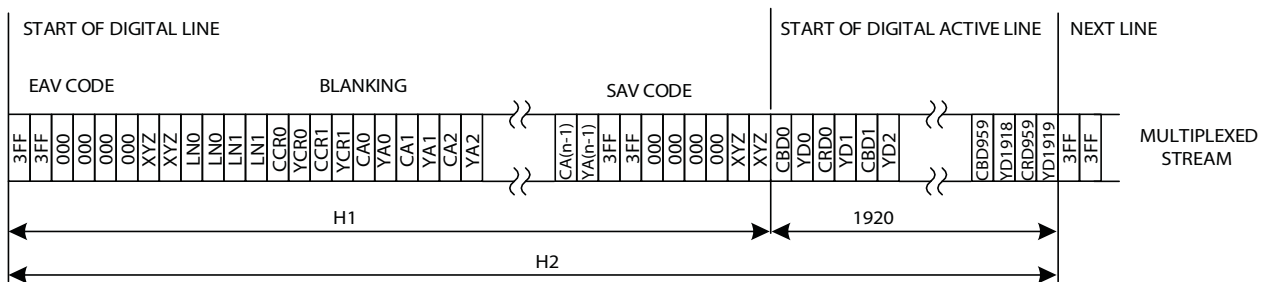 START OF DIGITAL LINE
START OF DIGITAL ACTIVE LINE
NEXT LINE
EAV CODE
BLANKING
SAV CODE
3FF 3FF 000 000 000 000 XYZ XYZ LN0 LN0 LN1 LN1 CCR0 YCR0 CCR1 YCR1 CA0 YA0 CA1 YA1 CA2 YA2 CA(n-1) YA(n-1) 3FF 3FF 000 000 000 000 XYZ XYZ CBD0 YD0 CRD0 YD1 CBD1 YD2 CBD959 YD1918 CRD959 YD1919 3FF 3FF
MULTIPLEXED
STREAM
H1
1920
H2